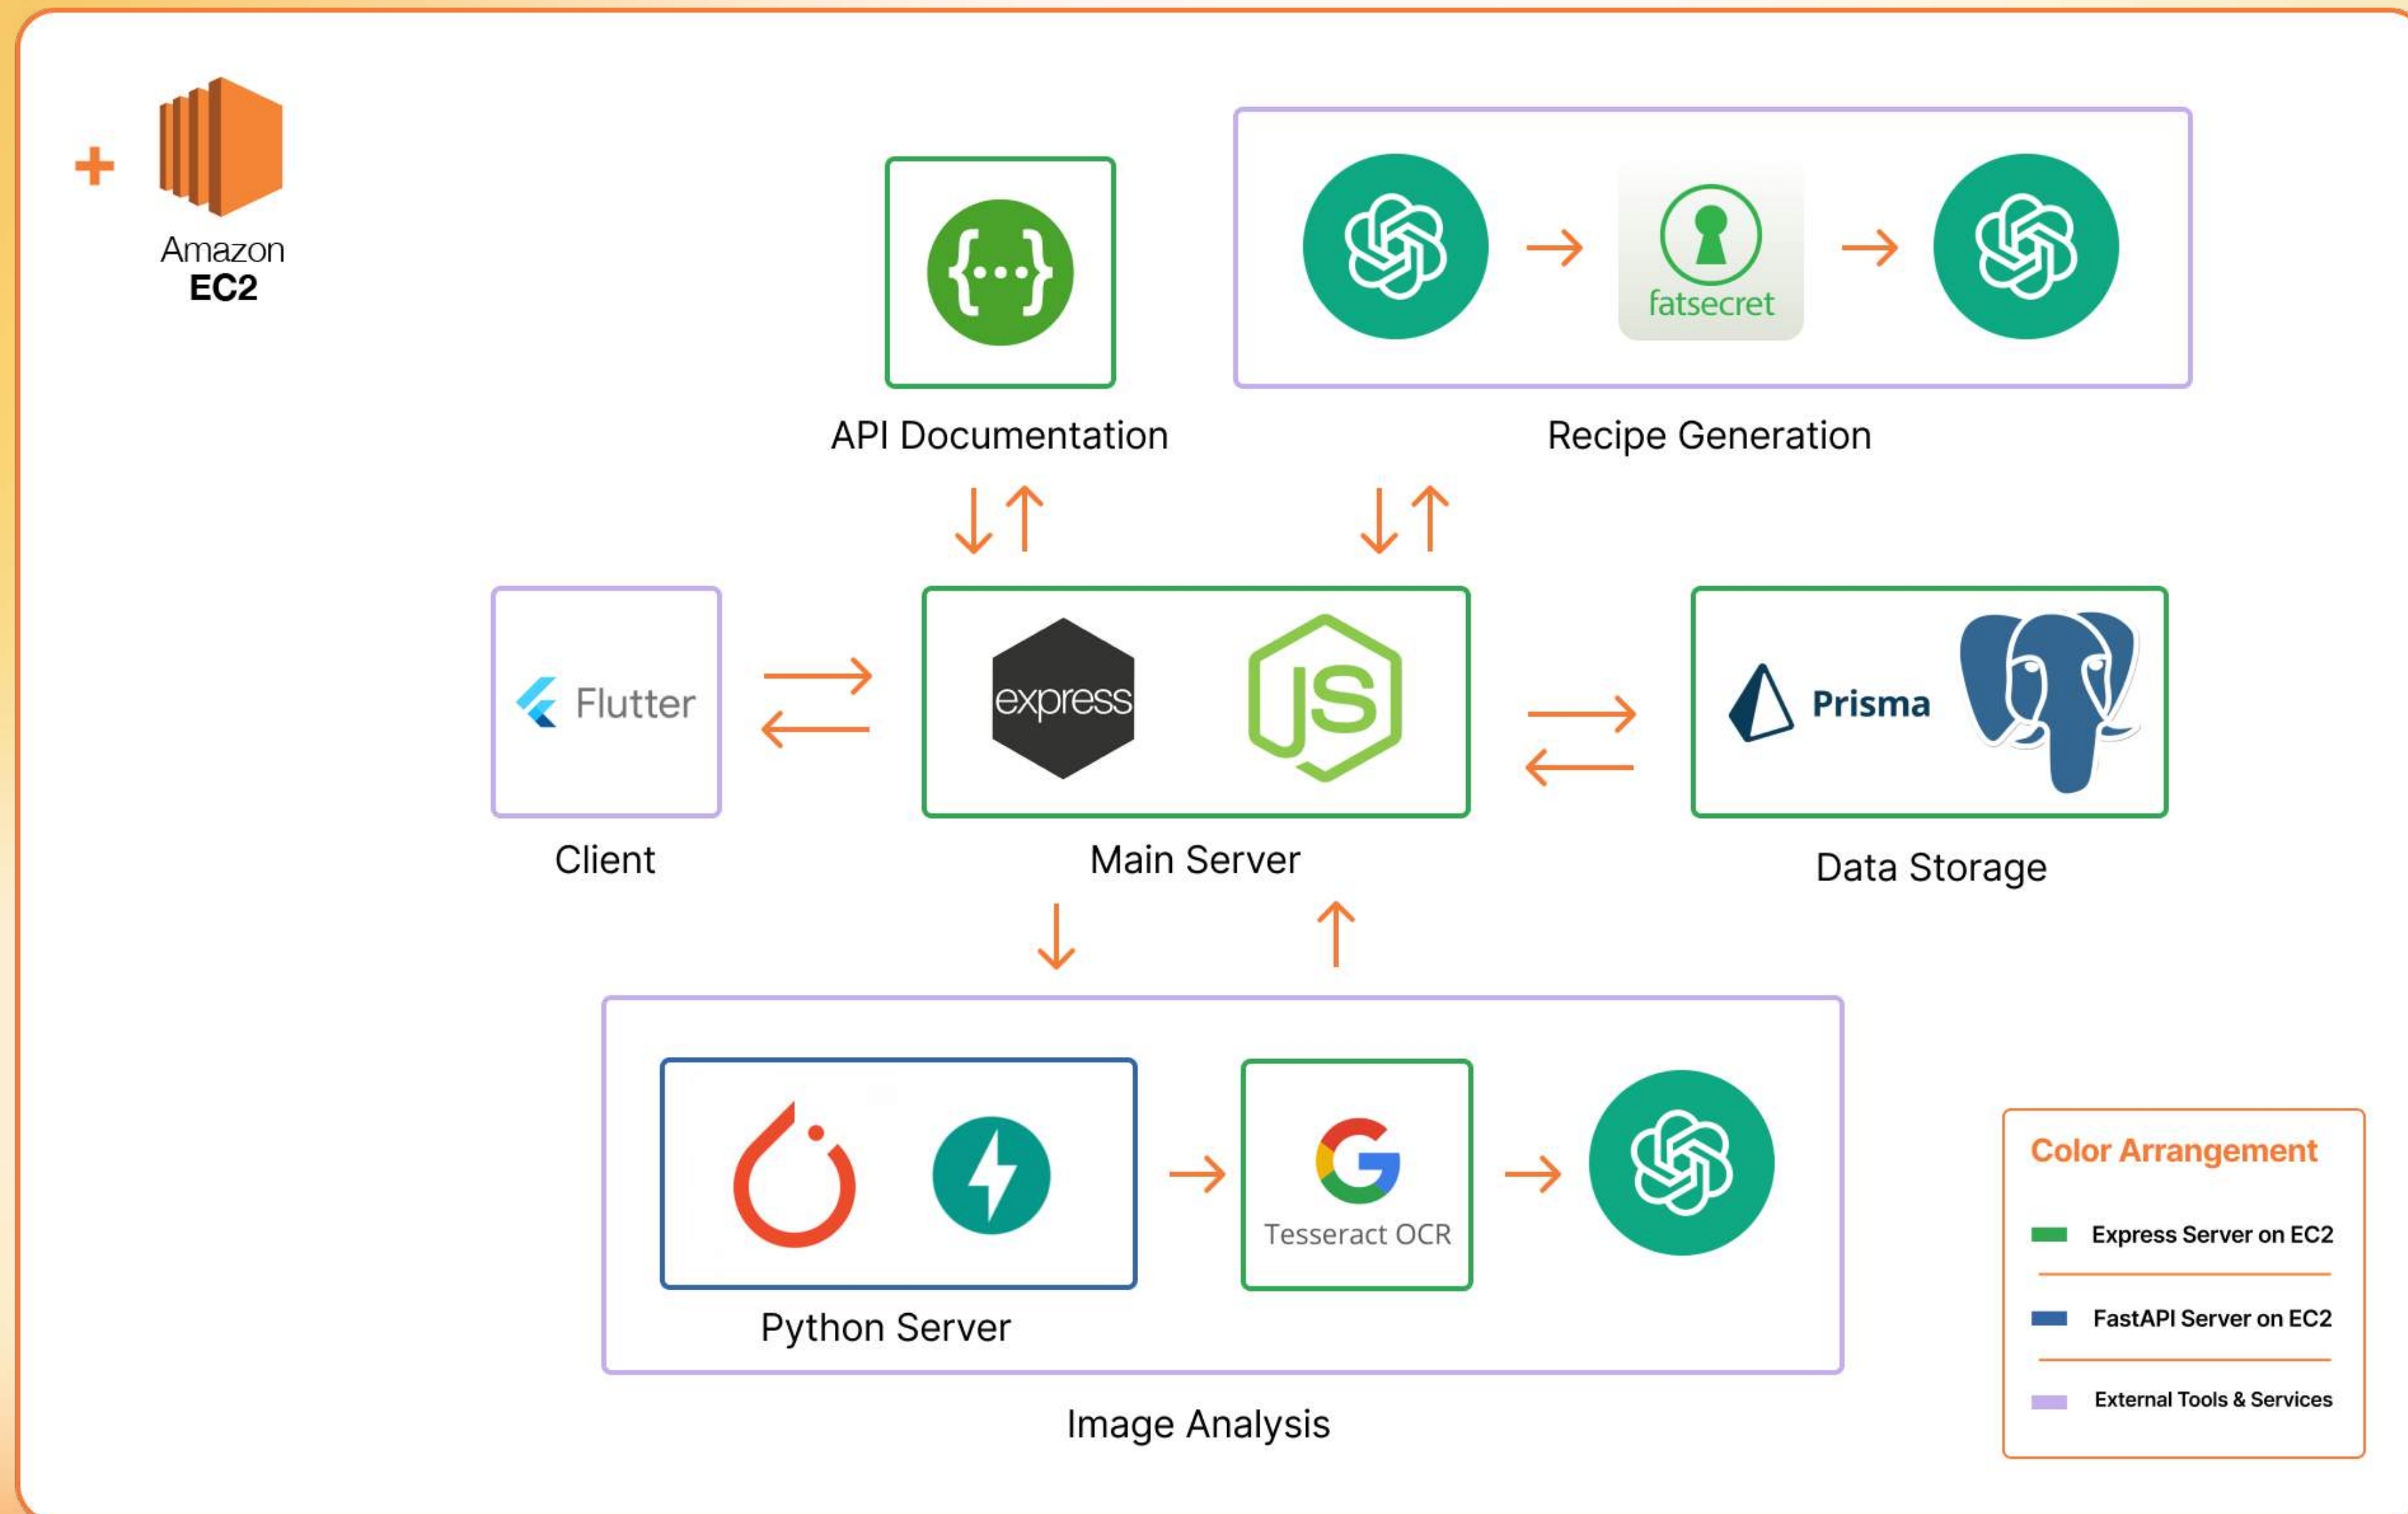 Amazon
EC2
{...}
fatsecret
API Documentation
Recipe Generation
Flutter
express
JS
Prisma
Client
Main Server
Data Storage
Tesseract OCR
Python Server
Image Analysis
Color Arrangement
Express Server on EC2
FastAPI Server on EC2
External Tools & Services